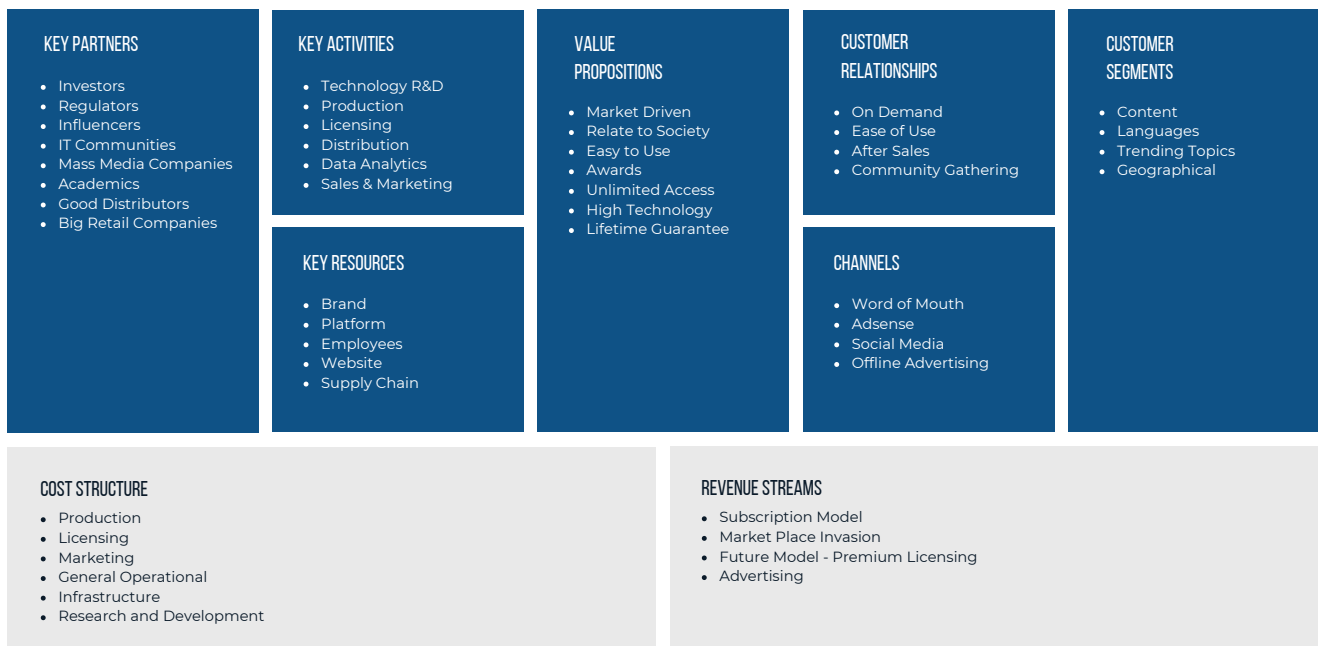 KEY PARTNERS
• Investors
• Regulators
• Influencers
• IT Communities
• Mass Media Companies
• Academics
• Good Distributors
• Big Retail Companies
KEY ACTIVITIES
• Technology R&D
• Production
• Licensing
• Distribution
• Data Analytics
• Sales & Marketing
KEY RESOURCES
• Brand
• Platform
• Employees
• Website
• Supply Chain
VALUE
PROPOSITIONS
• Market Driven
• Relate to Society
• Easy to Use
• Awards
• Unlimited Access
• High Technology
• Lifetime Guarantee
CUSTOMER
RELATIONSHIPS
• On Demand
• Ease of Use
• After Sales
• Community Gathering
CHANNELS
• Word of Mouth
• Adsense
• Social Media
• Offline Advertising
CUSTOMER
SEGMENTS
• Content
• Languages
• Trending Topics
• Geographical
COST STRUCTURE
• Production
• Licensing
• Marketing
• General Operational
• Infrastructure
• Research and Development
REVENUE STREAMS
• Subscription Model
• Market Place Invasion
• Future Model - Premium Licensing
• Advertising